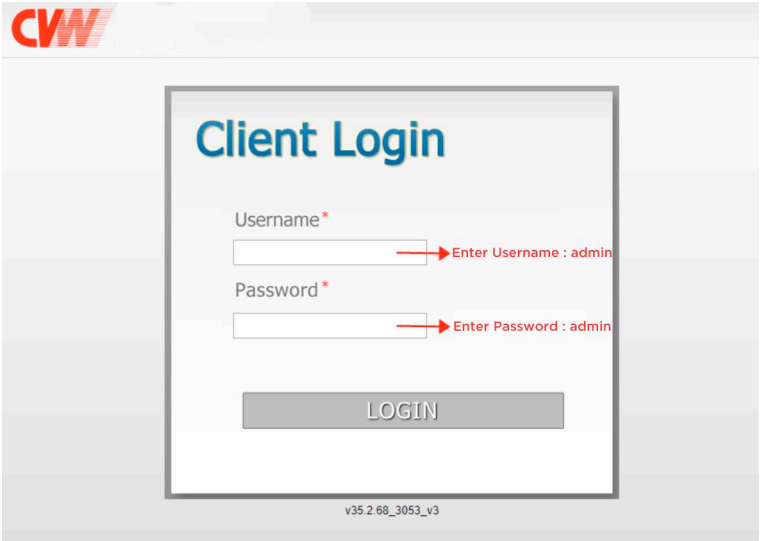 CVW
Client Login
Username*
Enter Username : admin
Password*
Enter Password : admin
LOGIN
v35.2.68_3053_v3